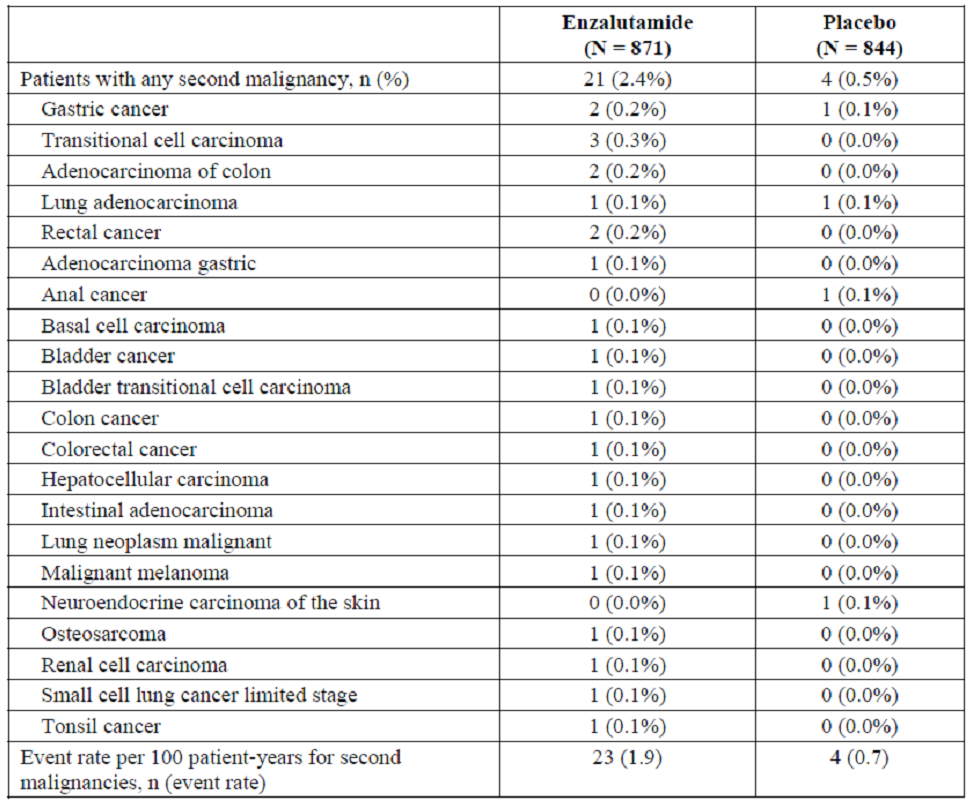 Enzalutamide Placebo
(N = 871) (N = 844)
Patients with any second malignancy, n (%) 21 (2.4%) 4 (0.5%)
Gastric cancer 2 (0.2%) 1 (0.1%)
Transitional cell carcinoma 3 (0.3%) 0 (0.0%)
Adenocarcinoma of colon 2 (0.2%) 0 (0.0%)
Lung adenocarcinoma 1 (0.1%) 1 (0.1%)
Rectal cancer 2 (0.2%) 0 (0.0%)
Adenocarcinoma gastric 1 (0.1%) 0 (0.0%)
Anal cancer 0 (0.0%) 1 (0.1%)
Basal cell carcinoma 1 (0.1%) 0 (0.0%)
Bladder cancer 1 (0.1%) 0 (0.0%)
Bladder transitional cell carcinoma 1 (0.1%) 0 (0.0%)
Colon cancer 1 (0.1%) 0 (0.0%)
Colorectal cancer 1 (0.1%) 0 (0.0%)
Hepatocellular carcinoma 1 (0.1%) 0 (0.0%)
Intestinal adenocarcinoma 1 (0.1%) 0 (0.0%)
Lung neoplasm malignant 1 (0.1%) 0 (0.0%)
Malignant melanoma 1 (0.1%) 0 (0.0%)
Neuroendocrine carcinoma of the skin 0 (0.0%) 1 (0.1%)
Osteosarcoma 1 (0.1%) 0 (0.0%)
Renal cell carcinoma 1 (0.1%) 0 (0.0%)
Small cell lung cancer limited stage 1 (0.1%) 0 (0.0%)
Tonsil cancer 1 (0.1%) 0 (0.0%)
Event rate per 100 patient-years for second 23 (1.9) 4 (0.7)
malignancies, n (event rate)